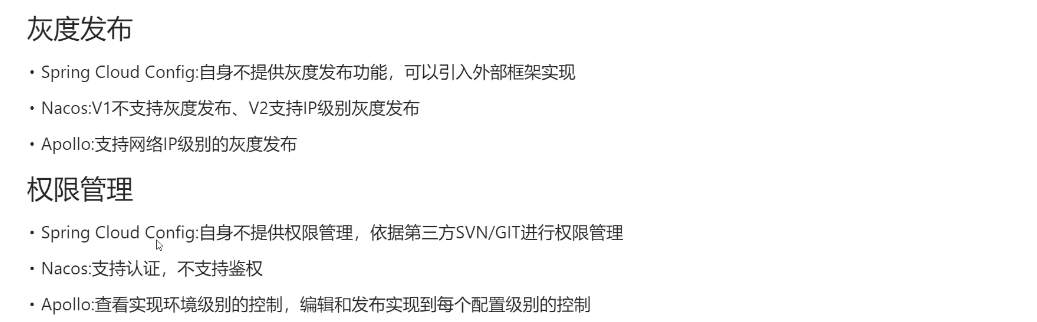 灰度发布
• Spring Cloud Config:自身不提供灰度发布功能，可以引入外部框架实现
• Nacos:V1不支持灰度发布、V2支持IP级别灰度发布
• Apollo:支持网络IP级别的灰度发布
权限管理
• Spring Cloud Config:自身不提供权限管理，依据第三方SVN/GIT进行权限管理
• Nacos:支持认证，不支持鉴权
• Apollo:查看实现环境级别的控制，编辑和发布实现到每个配置级别的控制